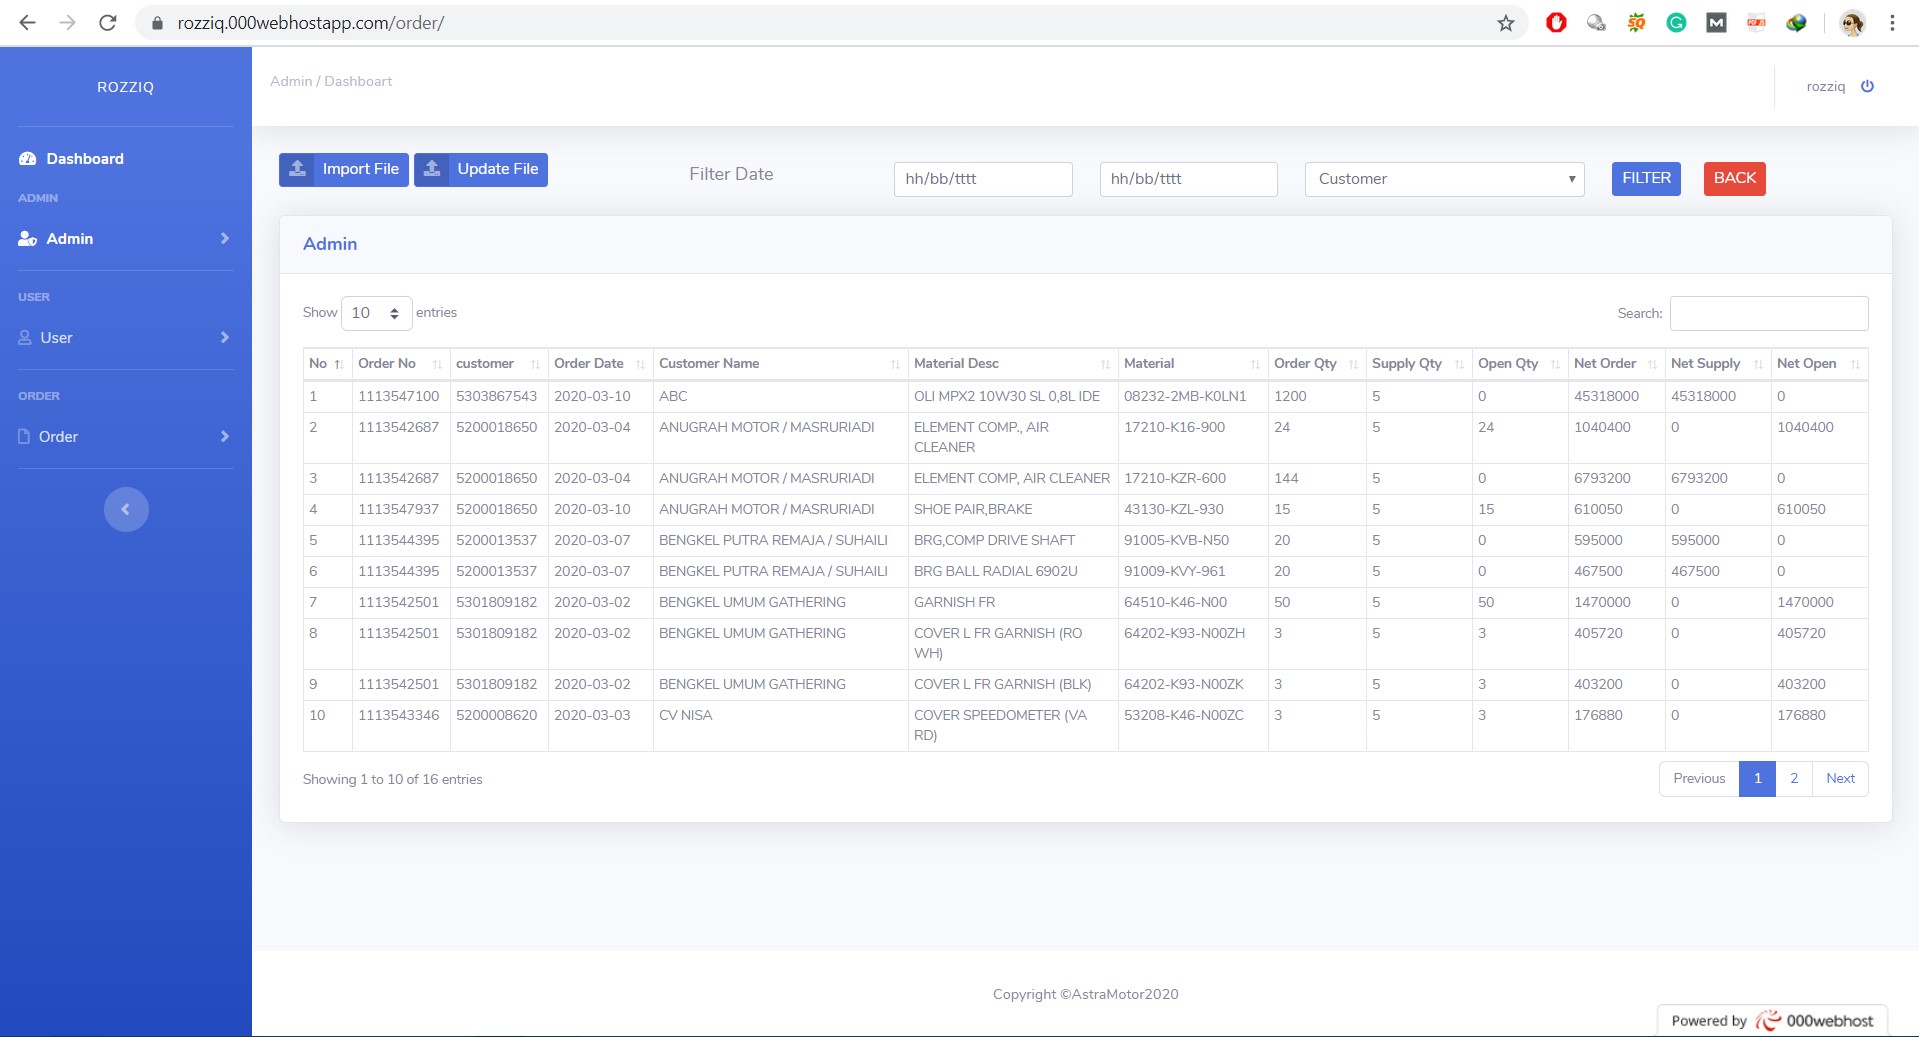 rozziq.000webhostapp.com/order/
ROZZIQ
Admin / Dashboart
rozziq
Dashboard
ADMIN
Admin
USER
User
ORDER
Order
Import File Update File Filter Date hh/bb/tttt hh/bb/tttt Customer FILTER BACK
Admin
Show 10 entries Search:
No Order No customer Order Date Customer Name Material Desc Material Order Qty Supply Qty Open Qty Net Order Net Supply Net Open
1 1113547100 5303867543 2020-03-10 ABC OLI MPX2 10W30 SL 0,8L IDE 08232-2MB-K0LN1 1200 5 0 45318000 45318000 0
2 1113542687 5200018650 2020-03-04 ANUGRAH MOTOR / MASRURIADI ELEMENT COMP., AIR 17210-K16-900 24 5 24 1040400 0 1040400
CLEANER
3 1113542687 5200018650 2020-03-04 ANUGRAH MOTOR / MASRURIADI ELEMENT COMP, AIR CLEANER 17210-KZR-600 144 5 0 6793200 6793200 0
4 1113547937 5200018650 2020-03-10 ANUGRAH MOTOR / MASRURIADI SHOE PAIR,BRAKE 43130-KZL-930 15 5 15 610050 0 610050
5 1113544395 5200013537 2020-03-07 BENGKEL PUTRA REMAJA / SUHAILI BRG,COMP DRIVE SHAFT 91005-KVB-N50 20 5 0 595000 595000 0
6 1113544395 5200013537 2020-03-07 BENGKEL PUTRA REMAJA / SUHAILI BRG BALL RADIAL 6902U 91009-KVY-961 20 5 0 467500 467500 0
7 1113542501 5301809182 2020-03-02 BENGKEL UMUM GATHERING GARNISH FR 64510-K46-N00 50 5 50 1470000 0 1470000
8 1113542501 5301809182 2020-03-02 BENGKEL UMUM GATHERING COVER L FR GARNISH (RO 64202-K93-N00ZH 3 5 3 405720 0 405720
WH)
9 1113542501 5301809182 2020-03-02 BENGKEL UMUM GATHERING COVER L FR GARNISH (BLK) 64202-K93-N00ZK 3 5 3 403200 0 403200
10 1113543346 5200008620 2020-03-03 CV NISA COVER SPEEDOMETER (VA 53208-K46-N00ZC 3 5 3 176880 0 176880
RD)
Showing 1 to 10 of 16 entries Previous 1 2 Next
Copyright ©AstraMotor2020
Powered by 000webhost